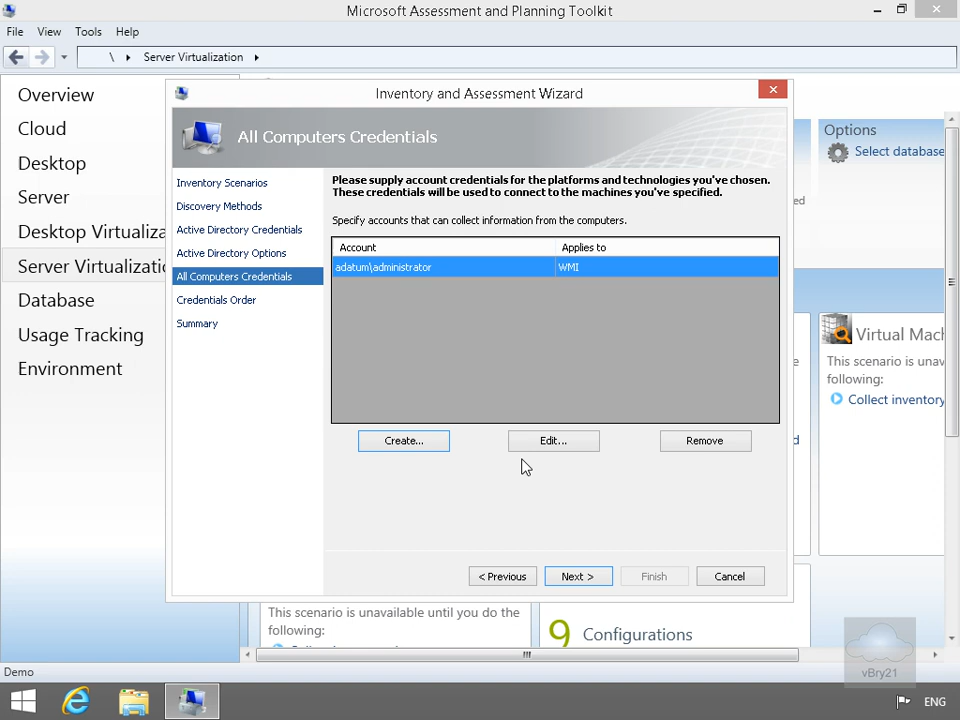 Microsoft Assessment and Planning Toolkit
File View Tools Help
\ Server Virtualization
Overview
Cloud
Desktop
Server
Desktop Virtualiza
Server Virtualizatio
Database
Usage Tracking
Environment
Inventory and Assessment Wizard
All Computers Credentials
Inventory Scenarios
Discovery Methods
Active Directory Credentials
Active Directory Options
All Computers Credentials
Credentials Order
Summary
Please supply account credentials for the platforms and technologies you've chosen.
These credentials will be used to connect to the machines you've specified.
Specify accounts that can collect information from the computers.
Account Applies to
adatum\administrator WMI
Create... Edit... Remove
< Previous Next > Finish Cancel
Options
Select database
ed
Virtual Mach
This scenario is unav
following:
Collect inventory
d
This scenario is unavailable until you do the
following:
9 Configurations
vBry21
Demo
ENG